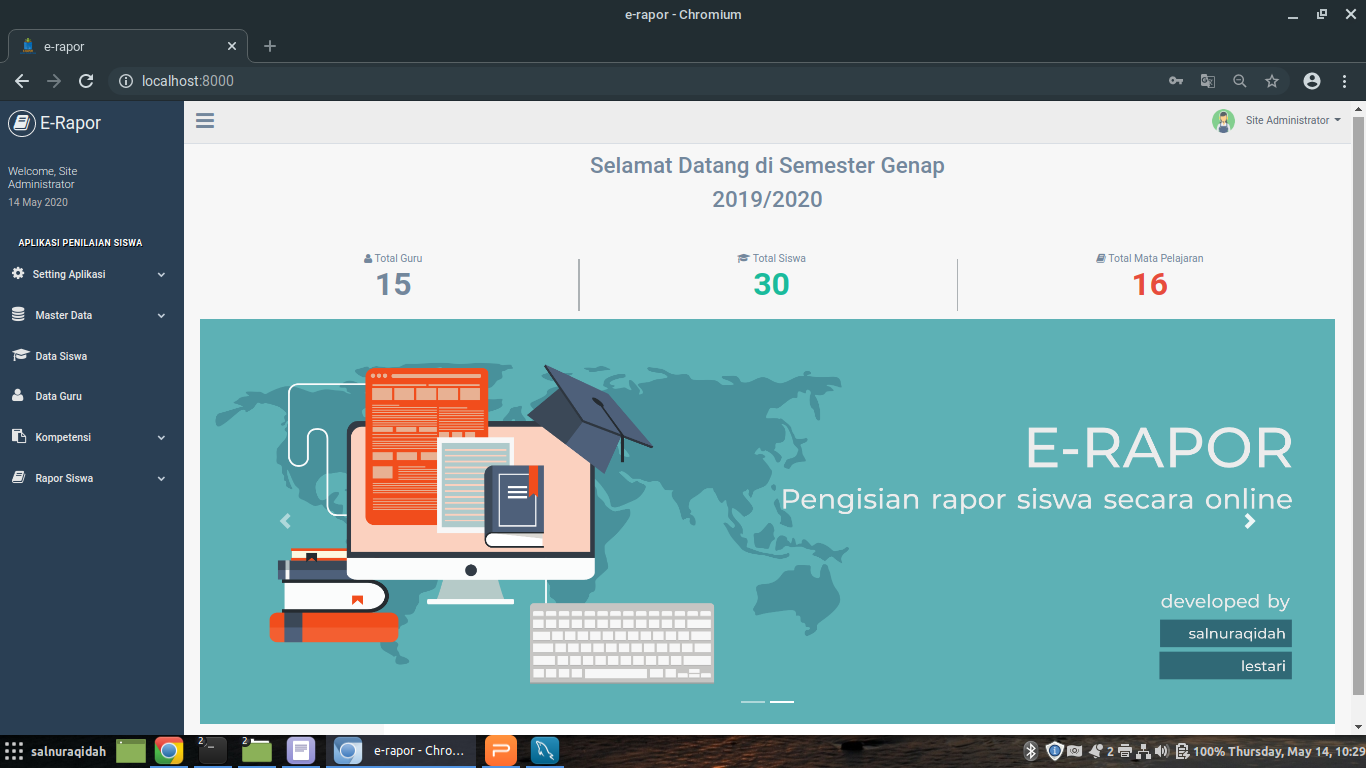 e-rapor - Chromium
e-rapor
localhost:8000
E-Rapor
Site Administrator
Welcome, Site
Administrator
14 May 2020
APLIKASI PENILAIAN SISWA
Setting Aplikasi
Master Data
Data Siswa
Data Guru
Kompetensi
Rapor Siswa
Selamat Datang di Semester Genap
2019/2020
Total Guru
15
Total Siswa
30
Total Mata Pelajaran
16
E-RAPOR
Pengisian rapor siswa secara online
developed by
salnuraqidah
lestari
salnuraqidah
2
2
e-rapor - Chro...
2
100% Thursday, May 14, 10:29